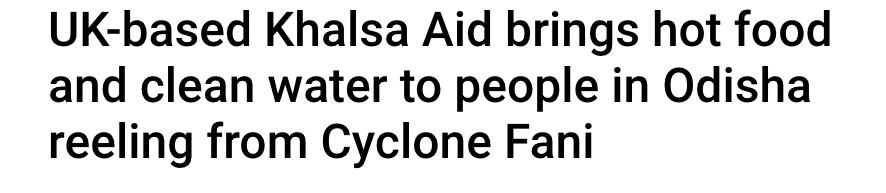 UK-based Khalsa Aid brings hot food
and clean water to people in Odisha
reeling from Cyclone Fani